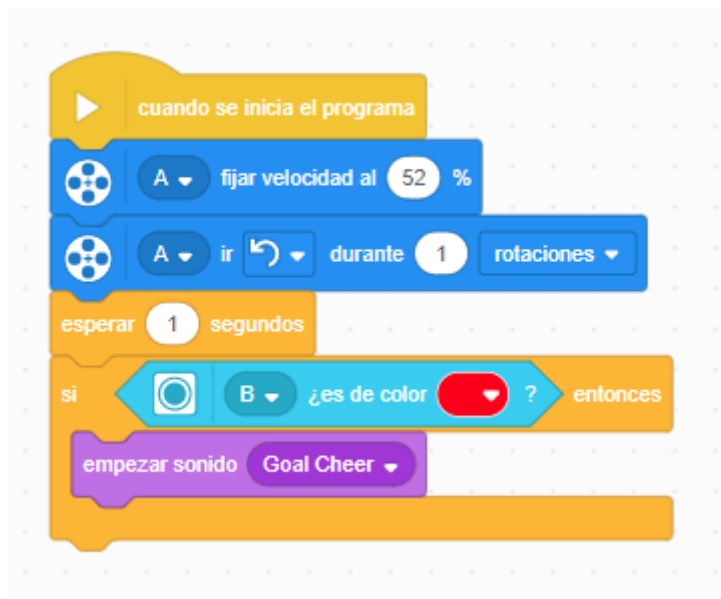 cuando se inicia el programa
A fijar velocidad al 52 %
A ir durante 1 rotaciones
esperar 1 segundos
si B ¿es de color ? entonces
empezar sonido Goal Cheer